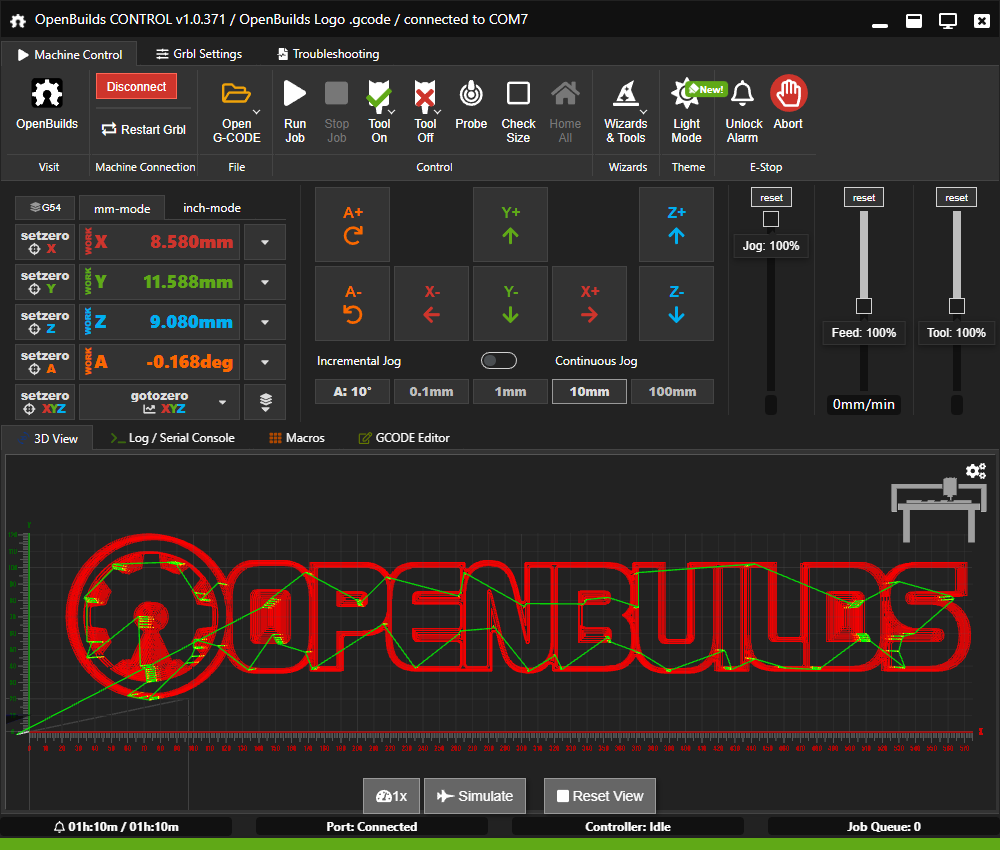 OpenBuilds CONTROL v1.0.371 / OpenBuilds Logo .gcode / connected to COM7
Machine Control Grbl Settings Troubleshooting
OpenBuilds
Visit
Disconnect
Restart Grbl
Machine Connection
Open
G-CODE
File
Run
Job
Stop
Job
Tool
On
Tool
Off
Probe
Check
Size
Home
All
Control
Wizards
& Tools
Wizards
New!
Light
Mode
Theme
Unlock
Alarm
Abort
E-Stop
G54 mm-mode inch-mode
setzero
X
WORK X 8.580mm
setzero
Y
WORK Y 11.588mm
setzero
Z
WORK Z 9.080mm
setzero
A
WORK A -0.168deg
setzero
XYZ
gotozero
XYZ
A+ Y+ Z+
A- X- Y- X+ Z-
Incremental Jog Continuous Jog
A: 10° 0.1mm 1mm 10mm 100mm
reset reset reset
Jog: 100%
Feed: 100% Tool: 100%
0mm/min
3D View Log / Serial Console Macros GCODE Editor
OPENBUILDS
1x Simulate Reset View
01h:10m / 01h:10m Port: Connected Controller: Idle Job Queue: 0